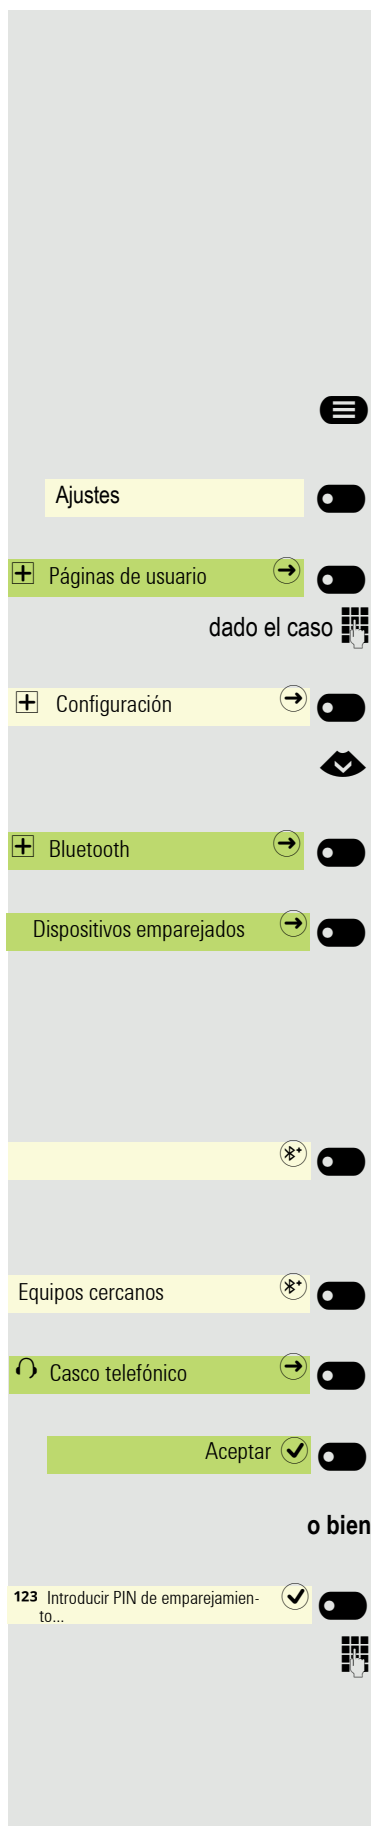 Ajustes
Páginas de usuario
dado el caso
Configuración
Bluetooth
Dispositivos emparejados
Equipos cercanos
Casco telefónico
Aceptar
o bien
123 Introducir PIN de emparejamien-
to...